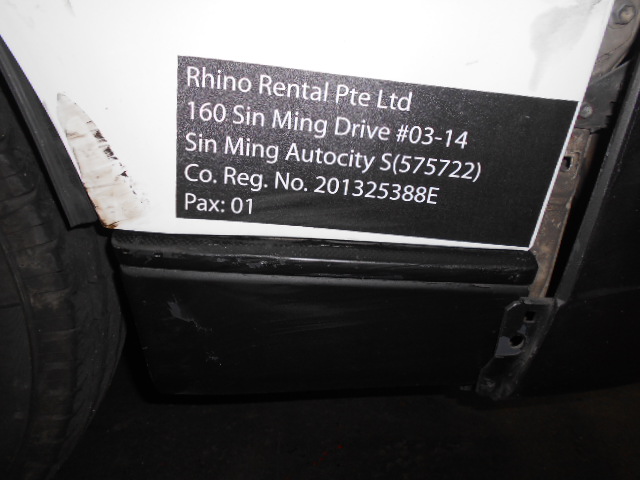 Rhino Rental Pte Ltd
160 Sin Ming Drive #03-14
Sin Ming Autocity S(575722)
Co. Reg. No. 201325388E
Pax: 01